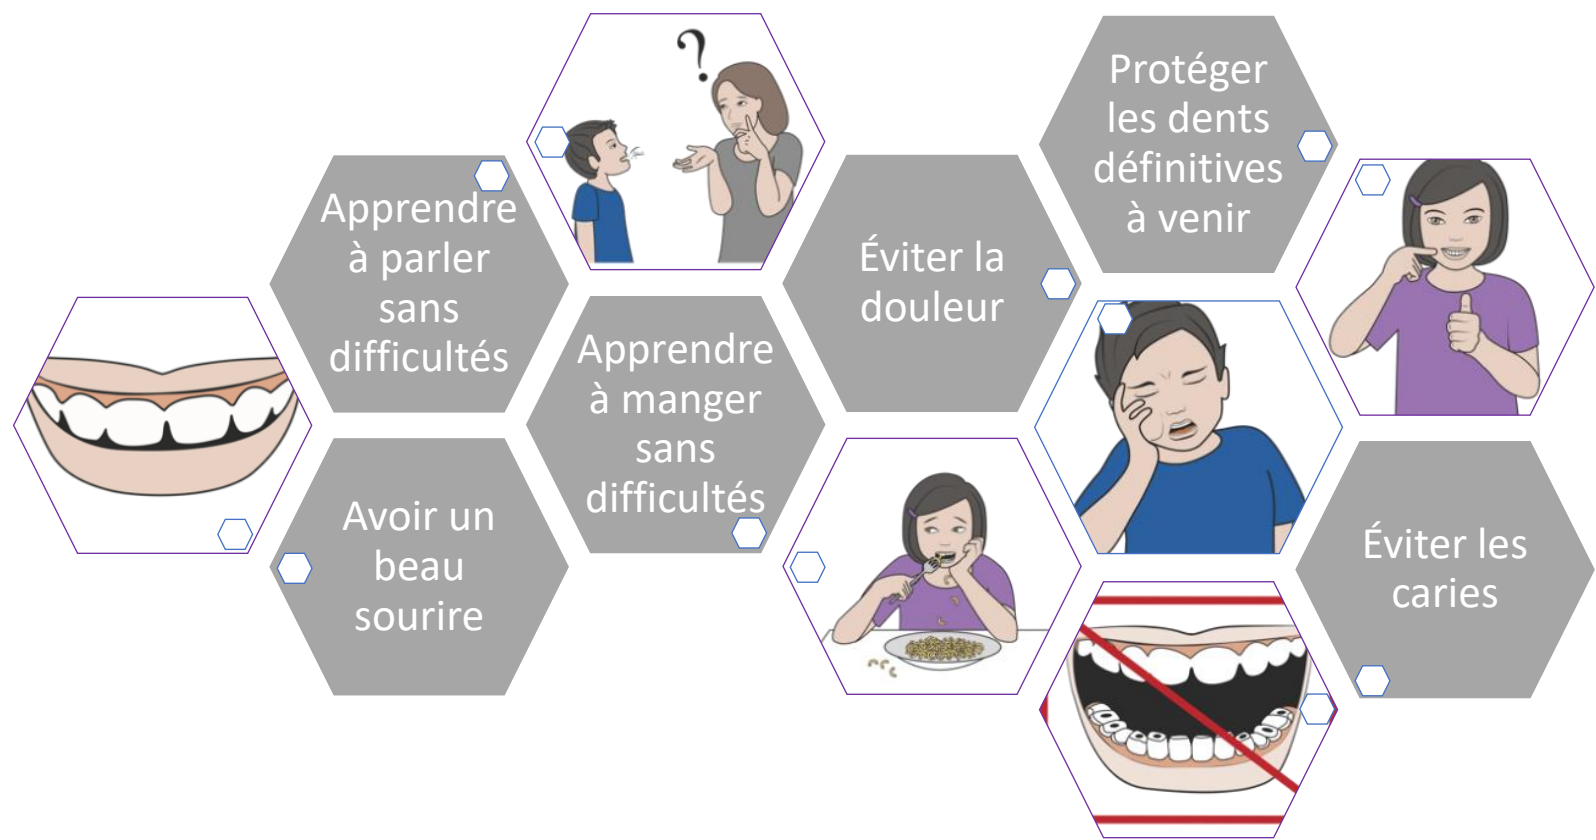 Apprendre
à parler
sans
difficultés
Avoir un
beau
sourire
?
Apprendre
à manger
sans
difficultés
Éviter la
douleur
Protéger
les dents
définitives
à venir
Éviter les
caries